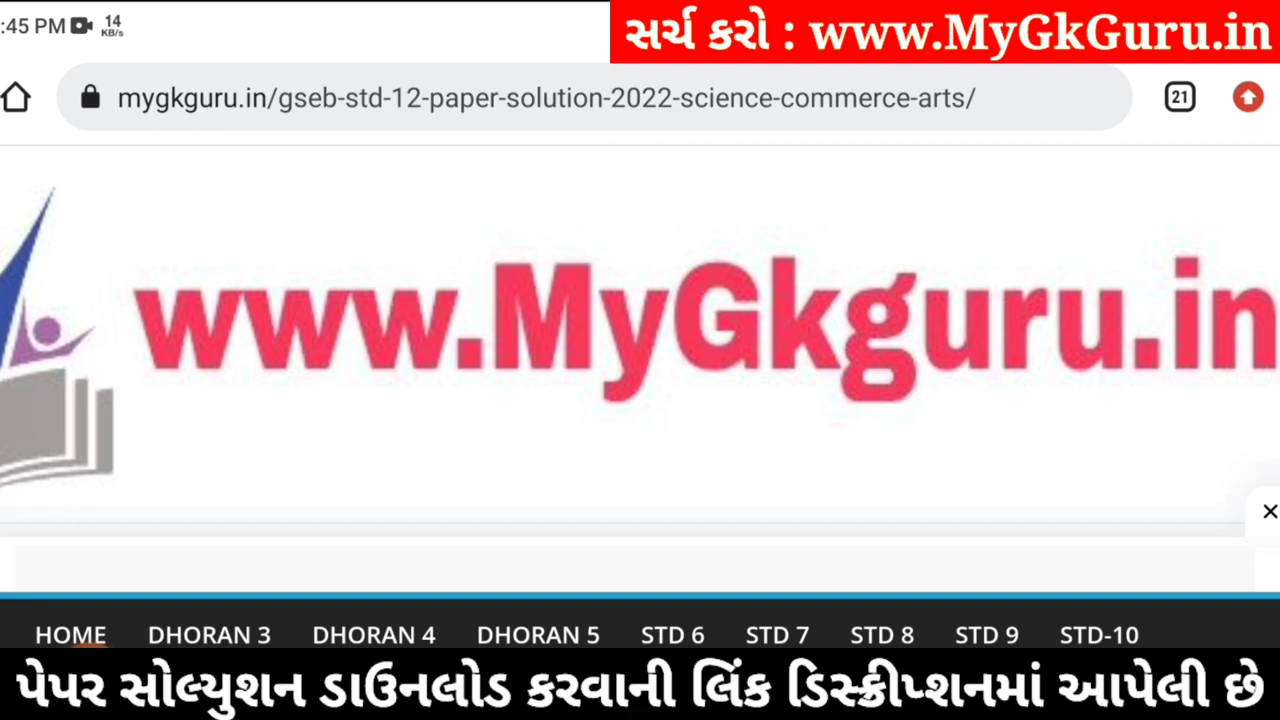 :45 PM 14 KB/s
સર્ચ કરો : www.MyGkGuru.in
mygkguru.in/gseb-std-12-paper-solution-2022-science-commerce-arts/ 21
www.MyGkguru.in
HOME DHORAN 3 DHORAN 4 DHORAN 5 STD 6 STD 7 STD 8 STD 9 STD-10
પેપર સોલ્યુશન ડાઉનલોડ કરવાની લિંક ડિસ્ક્રીપ્શનમાં આપેલી છે